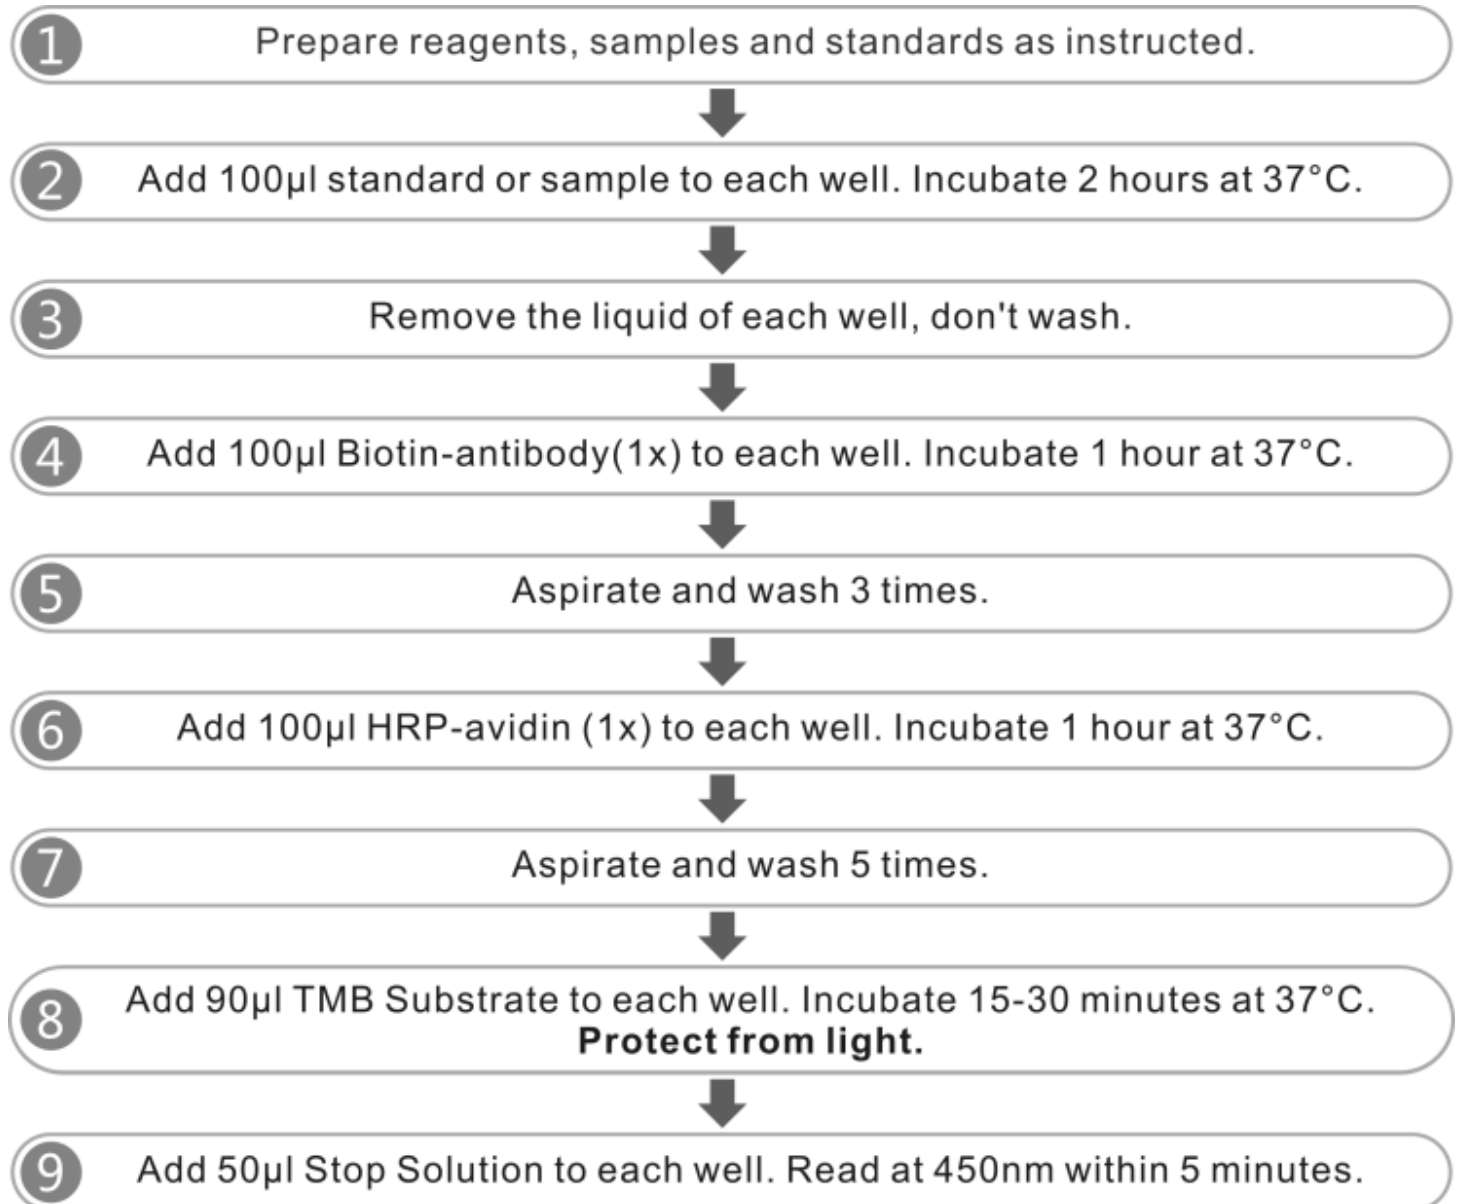 1 Prepare reagents, samples and standards as instructed.
2 Add 100µl standard or sample to each well. Incubate 2 hours at 37°C.
3 Remove the liquid of each well, don't wash.
4 Add 100µl Biotin-antibody(1x) to each well. Incubate 1 hour at 37°C.
5 Aspirate and wash 3 times.
6 Add 100µl HRP-avidin (1x) to each well. Incubate 1 hour at 37°C.
7 Aspirate and wash 5 times.
8 Add 90µl TMB Substrate to each well. Incubate 15-30 minutes at 37°C.
Protect from light.
9 Add 50µl Stop Solution to each well. Read at 450nm within 5 minutes.